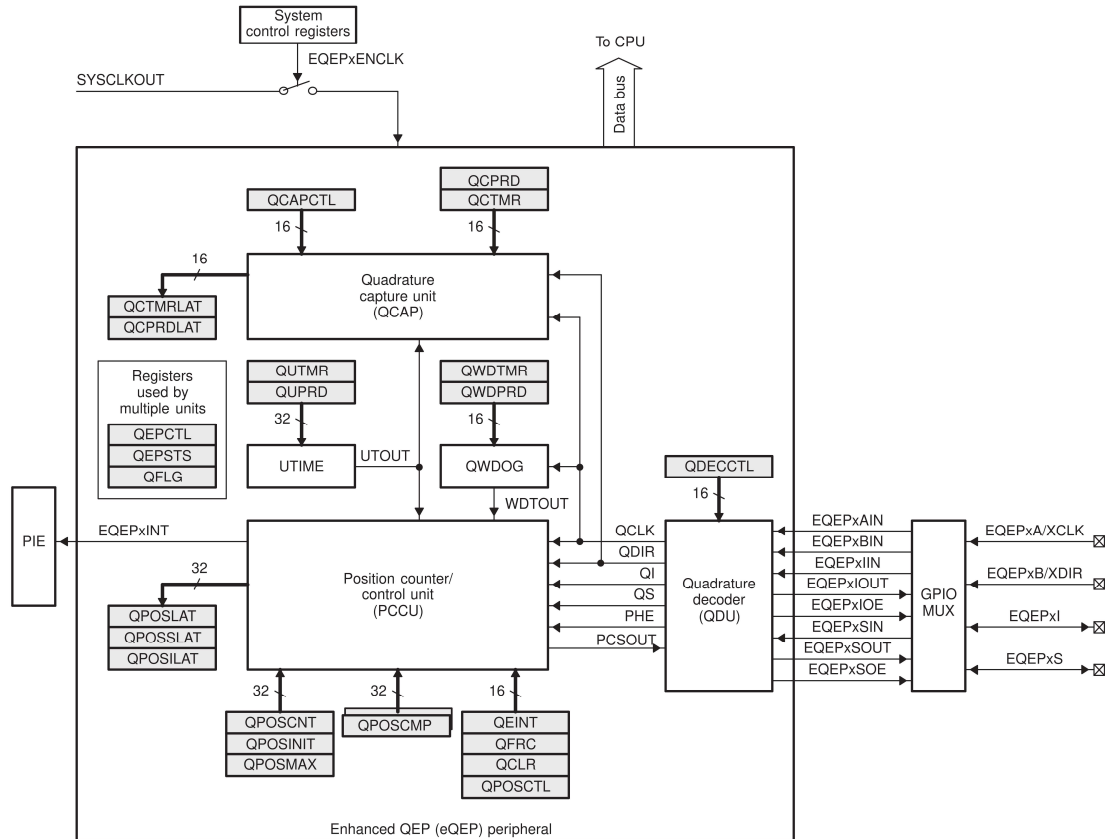 System
control registers
To CPU
EQEPxENCLK
SYSCLKOUT
Data bus
QCPRD
QCAPCTL
QCTMR
16
16
16
Quadrature
capture unit
(QCAP)
QCTMRLAT
QCPRDLAT
Registers
used by
multiple units
QEPCTL
QEPSTS
QFLG
QUTMR
QUPRD
QWDTMR
QWDPRD
32
16
UTIME
UTOUT
QWDOG
QDECCTL
16
WDTOUT
PIE
EQEPxINT
QCLK
QDIR
QI
QS
PHE
PCSOUT
32
Position counter/
control unit
(PCCU)
Quadrature
decoder
(QDU)
EQEPxAIN
EQEPxBIN
EQEPxIIN
EQEPxIOUT
EQEPxIOE
EQEPxSIN
EQEPxSOUT
EQEPxSOE
GPIO
MUX
EQEPxA/XCLK
EQEPxB/XDIR
EQEPxI
EQEPxS
QPOSLAT
QPOSSLAT
QPOSILAT
32
32
16
QPOSCNT
QPOSINIT
QPOSMAX
QPOSCMP
QEINT
QFRC
QCLR
QPOSCTL
Enhanced QEP (eQEP) peripheral